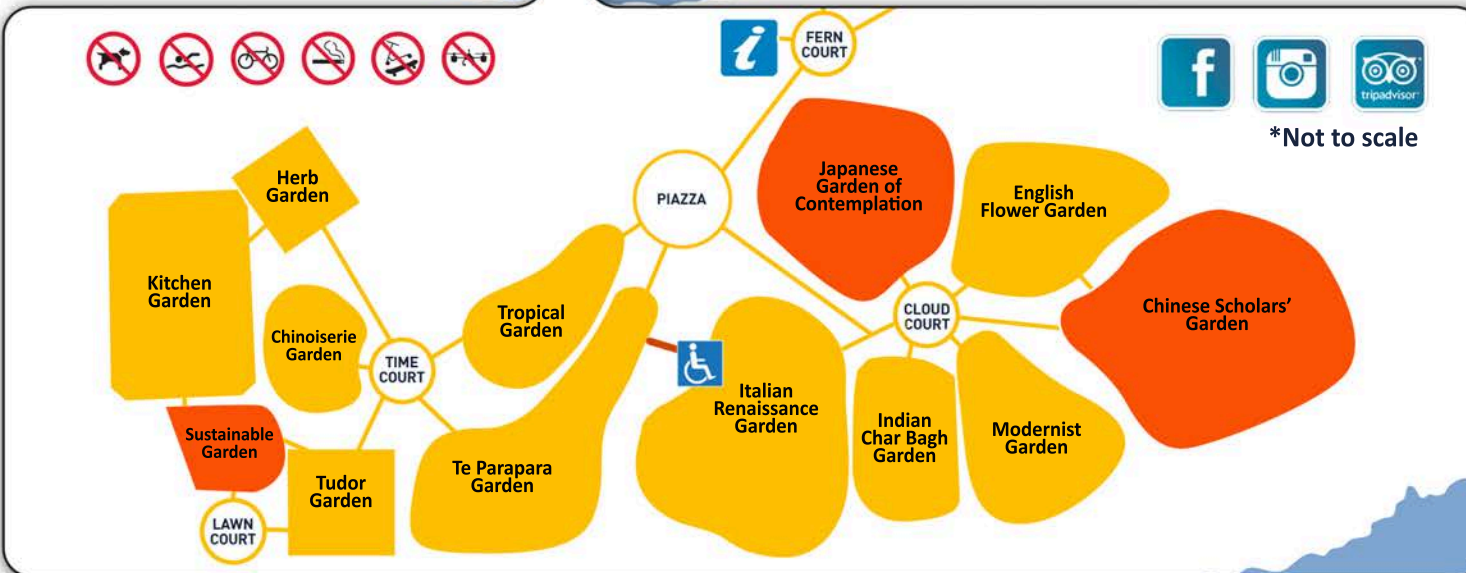 FERN
COURT
f
tripadvisor
*Not to scale
Herb
Garden
PIAZZA
Japanese
Garden of
Contemplation
English
Flower Garden
Kitchen
Garden
Chinoiserie
Garden
TIME
COURT
Tropical
Garden
CLOUD
COURT
Chinese Scholars’
Garden
Sustainable
Garden
Tudor
Garden
Te Parapara
Garden
Italian
Renaissance
Garden
Indian
Char Bagh
Garden
Modernist
Garden
LAWN
COURT